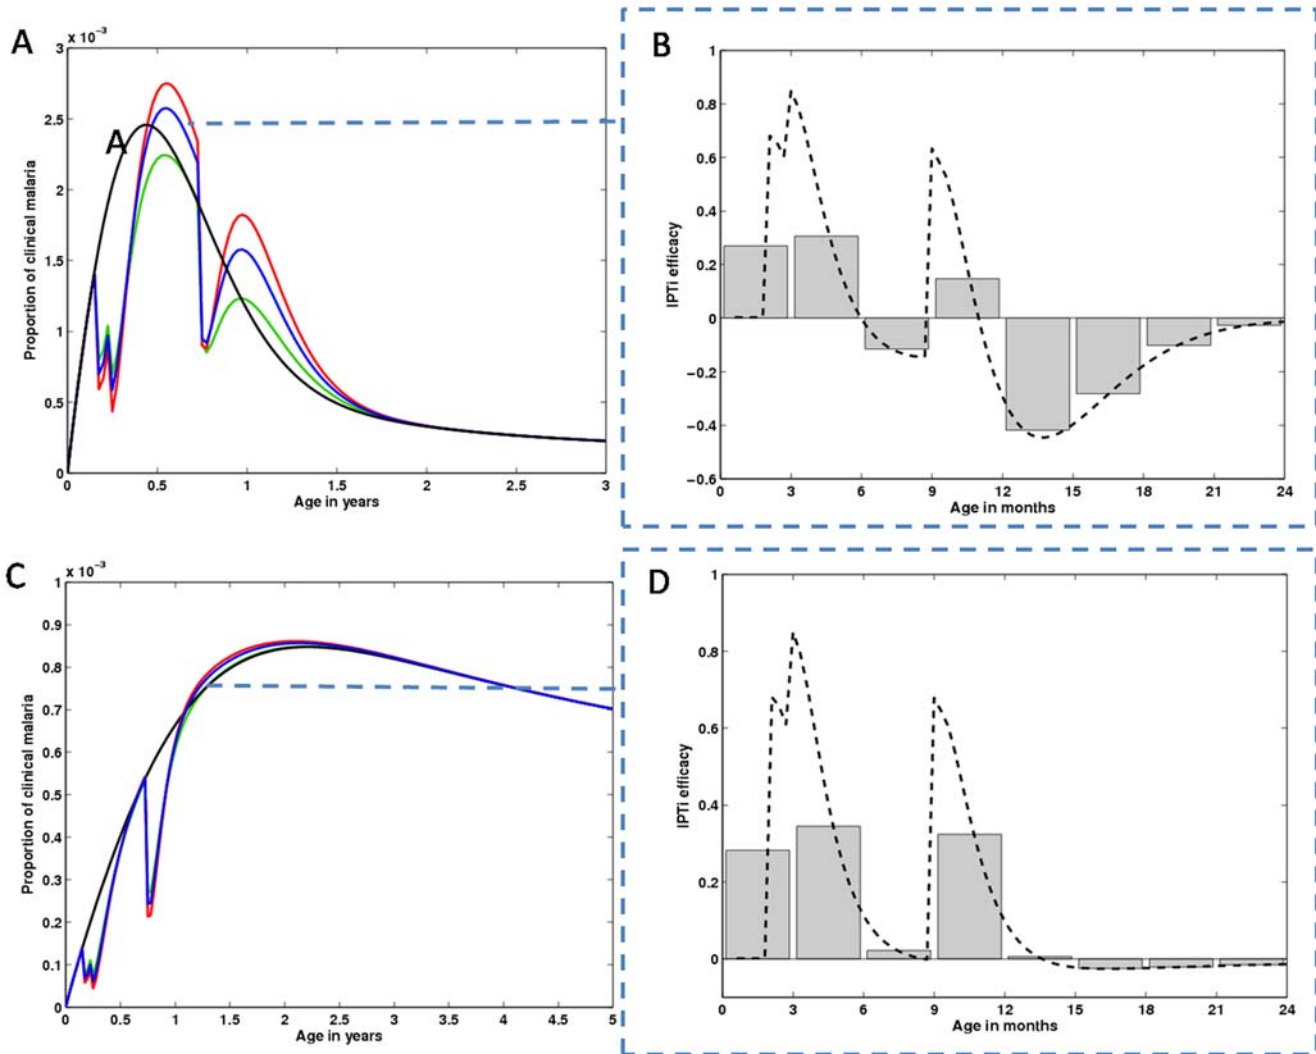 A
x 10⁻³
3
2.5
2
1.5
1
0.5
0
A
Proportion of clinical malaria
0 0.5 1 1.5 2 2.5 3
Age in years
B
1
0.8
0.6
0.4
0.2
0
−0.2
−0.4
−0.6
IPTi efficacy
0 3 6 9 12 15 18 21 24
Age in months
C
x 10⁻³
1
0.9
0.8
0.7
0.6
0.5
0.4
0.3
0.2
0.1
0
Proportion of clinical malaria
0 0.5 1 1.5 2 2.5 3 3.5 4 4.5 5
Age in years
D
1
0.8
0.6
0.4
0.2
0
IPTi efficacy
0 3 6 9 12 15 18 21 24
Age in months